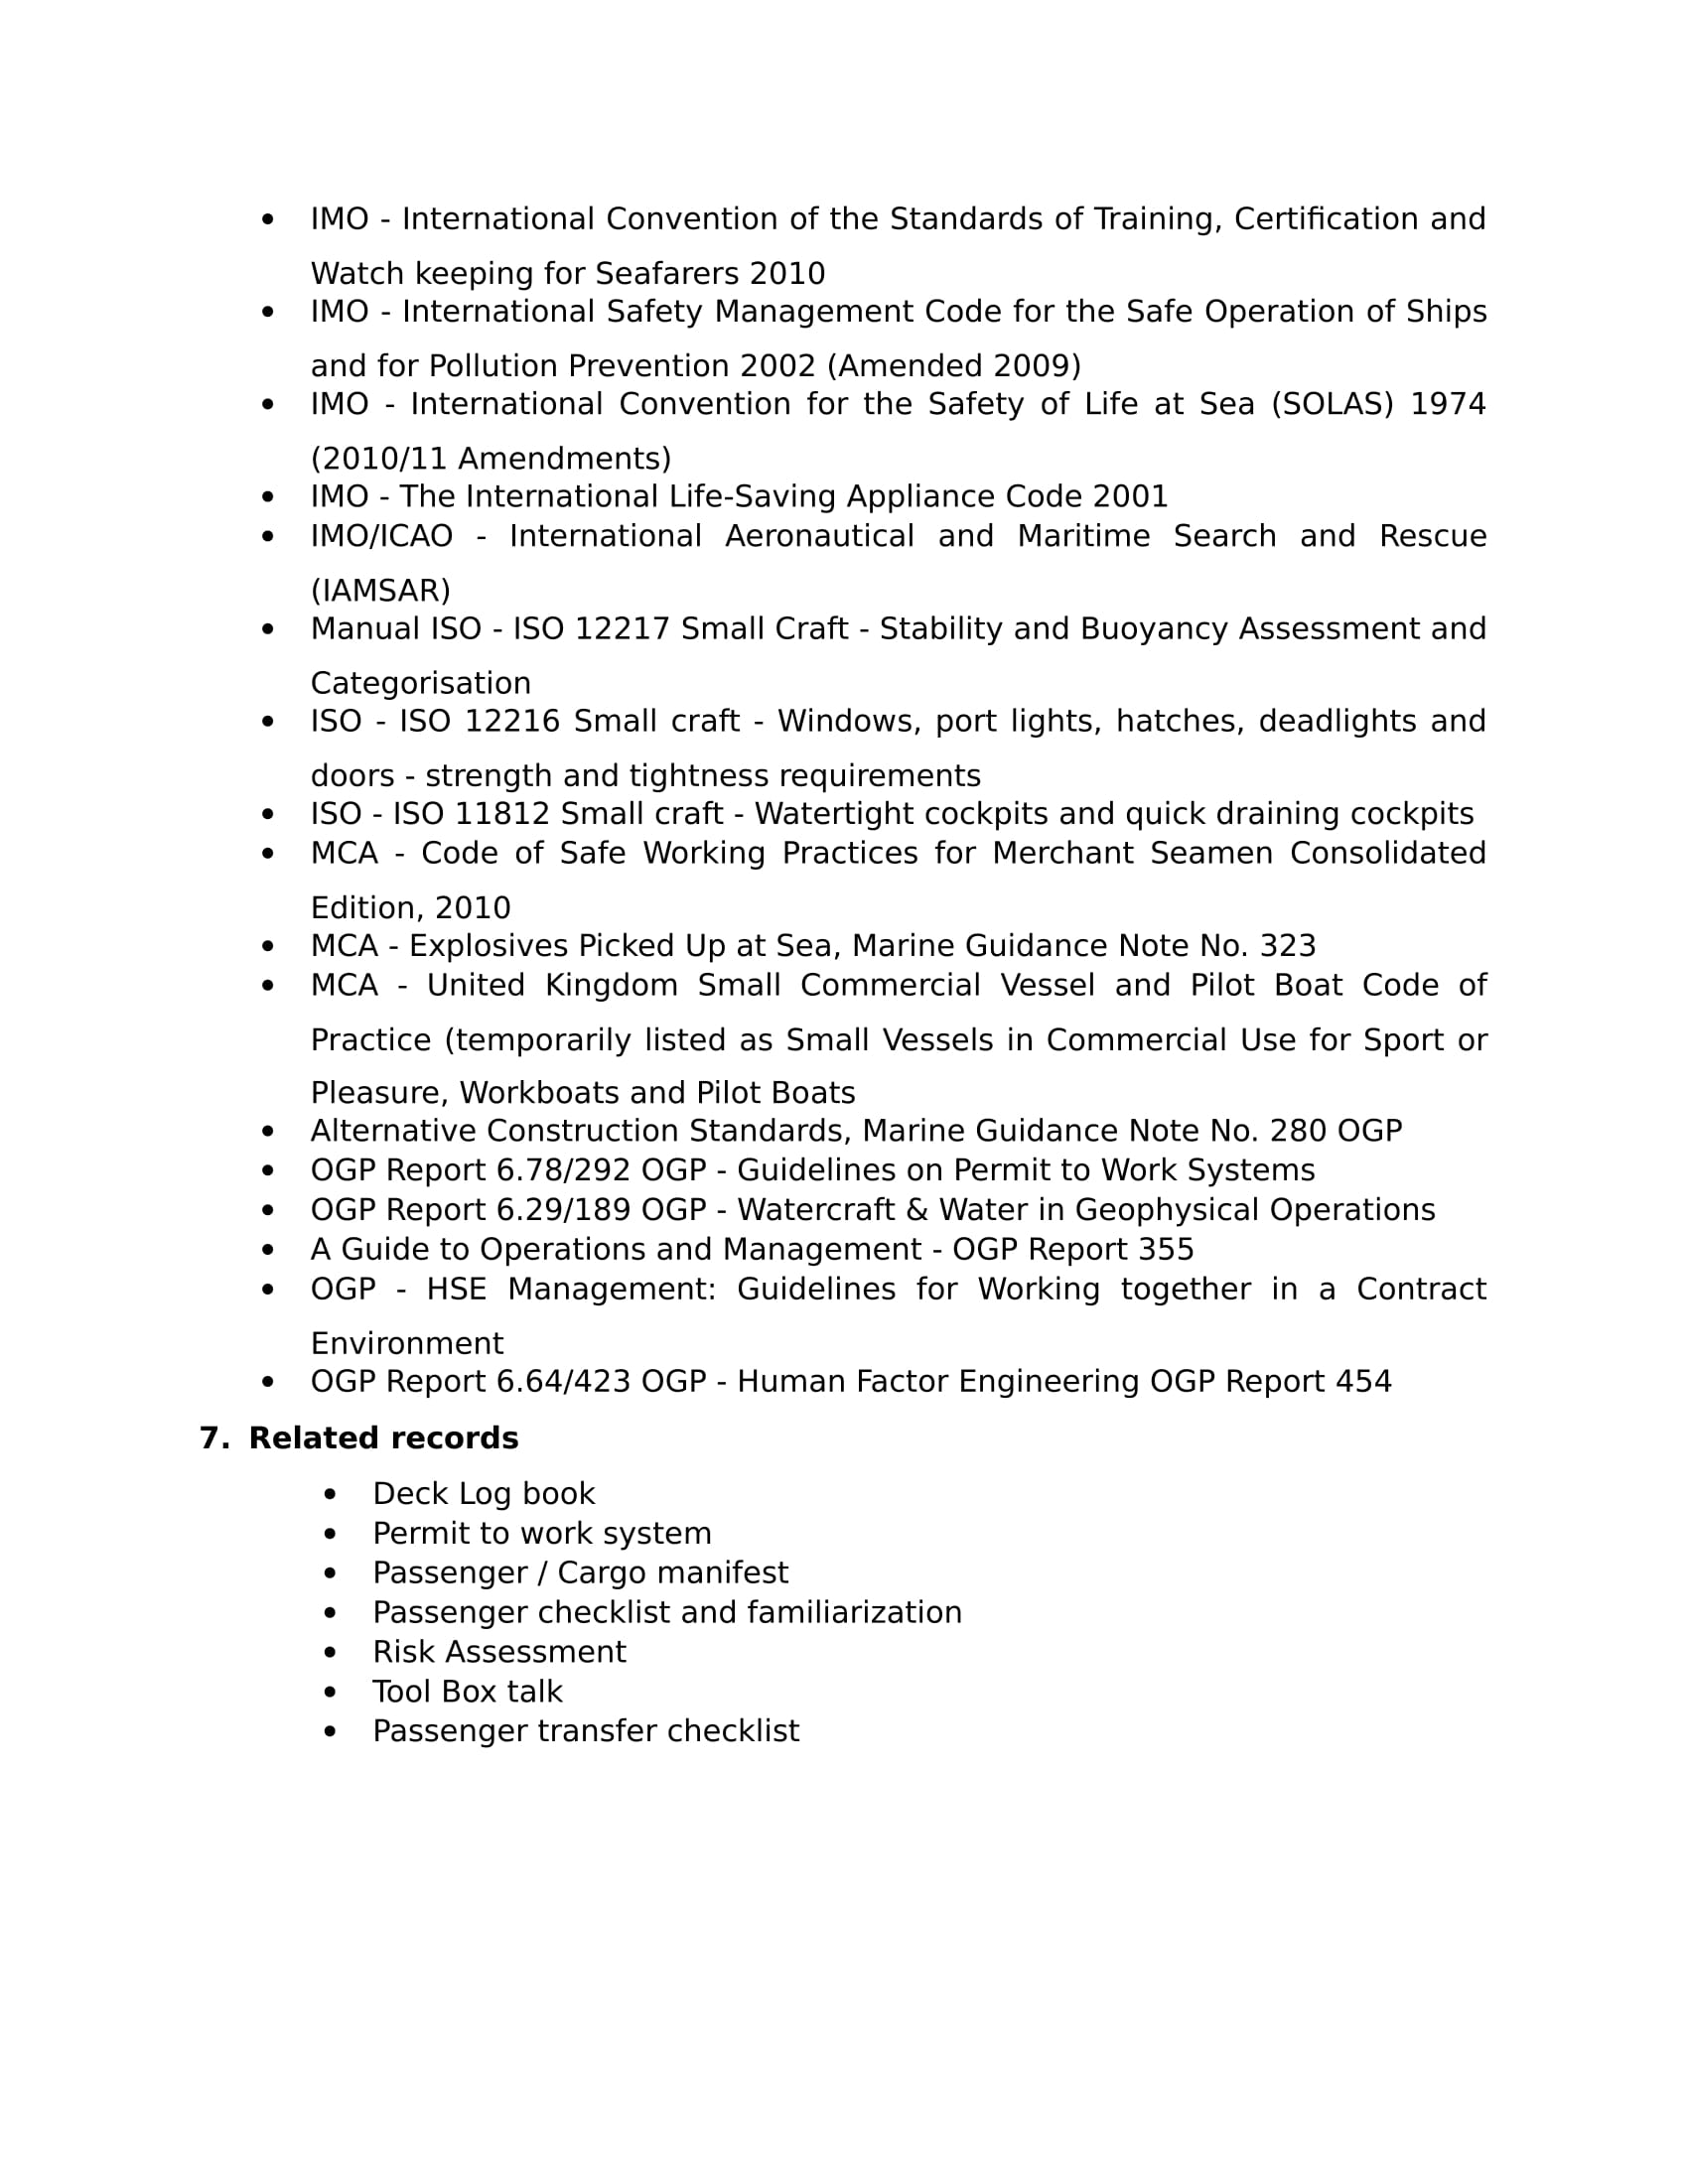 • IMO - International Convention of the Standards of Training, Certification and
Watch keeping for Seafarers 2010
• IMO - International Safety Management Code for the Safe Operation of Ships
and for Pollution Prevention 2002 (Amended 2009)
• IMO - International Convention for the Safety of Life at Sea (SOLAS) 1974
(2010/11 Amendments)
• IMO - The International Life-Saving Appliance Code 2001
• IMO/ICAO - International Aeronautical and Maritime Search and Rescue
(IAMSAR)
• Manual ISO - ISO 12217 Small Craft - Stability and Buoyancy Assessment and
Categorisation
• ISO - ISO 12216 Small craft - Windows, port lights, hatches, deadlights and
doors - strength and tightness requirements
• ISO - ISO 11812 Small craft - Watertight cockpits and quick draining cockpits
• MCA - Code of Safe Working Practices for Merchant Seamen Consolidated
Edition, 2010
• MCA - Explosives Picked Up at Sea, Marine Guidance Note No. 323
• MCA - United Kingdom Small Commercial Vessel and Pilot Boat Code of
Practice (temporarily listed as Small Vessels in Commercial Use for Sport or
Pleasure, Workboats and Pilot Boats
• Alternative Construction Standards, Marine Guidance Note No. 280 OGP
• OGP Report 6.78/292 OGP - Guidelines on Permit to Work Systems
• OGP Report 6.29/189 OGP - Watercraft & Water in Geophysical Operations
• A Guide to Operations and Management - OGP Report 355
• OGP - HSE Management: Guidelines for Working together in a Contract
Environment
• OGP Report 6.64/423 OGP - Human Factor Engineering OGP Report 454
7. Related records
• Deck Log book
• Permit to work system
• Passenger / Cargo manifest
• Passenger checklist and familiarization
• Risk Assessment
• Tool Box talk
• Passenger transfer checklist